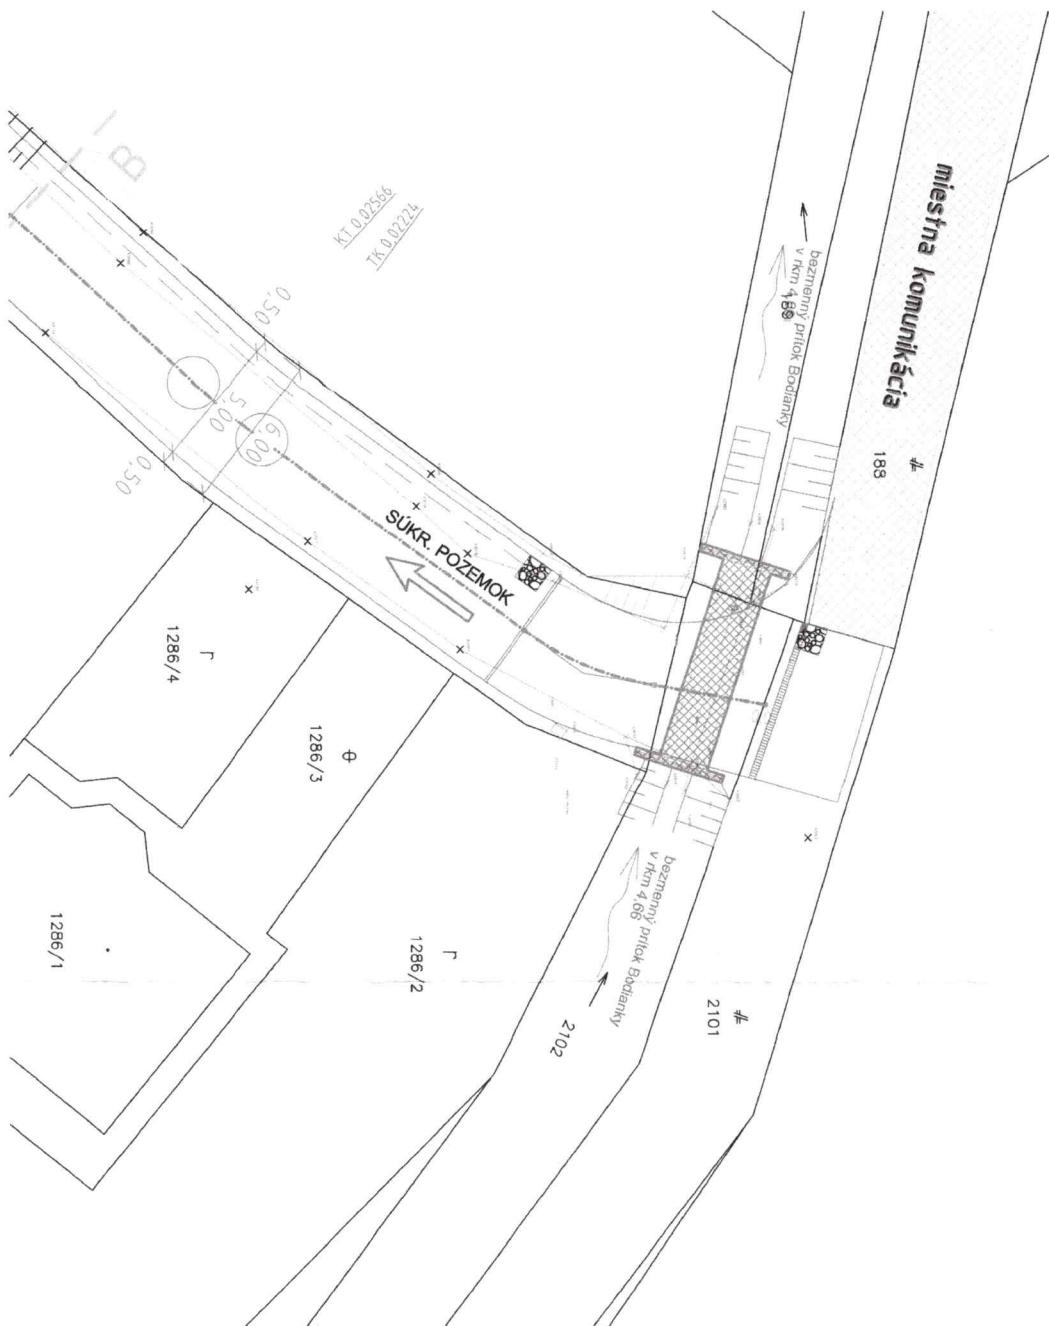 miestna komunikácia
188
bezmenný prítok Bodianky
v rkm 4,66
189
KT 0,02566
TK 0,02224
B
0,50
5,00
6,00
0,50
SÚKR. POZEMOK
1286/4
1286/3
1286/2
1286/1
bezmenný prítok Bodianky
v rkm 4,66
2102
2101